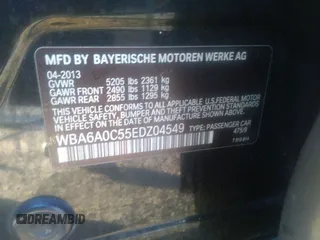 MFD BY BAYERISCHE MOTOREN WERKE AG
04-2013
GVWR 5205 lbs 2361 kg
GAWR FRONT 2490 lbs 1129 kg
GAWR REAR 2855 lbs 1295 kg
THIS VEHICLE CONFORMS TO ALL APPLICABLE FEDERAL
MOTOR VEHICLE SAFETY, BUMPER, AND THEFT PREVENTION
STANDARDS IN EFFECT ON THE DATE OF MANUFACTURE
SHOWN ABOVE.
WBA6A0C55EDZ04549 TYPE: PASSENGER CAR
DREAMBID